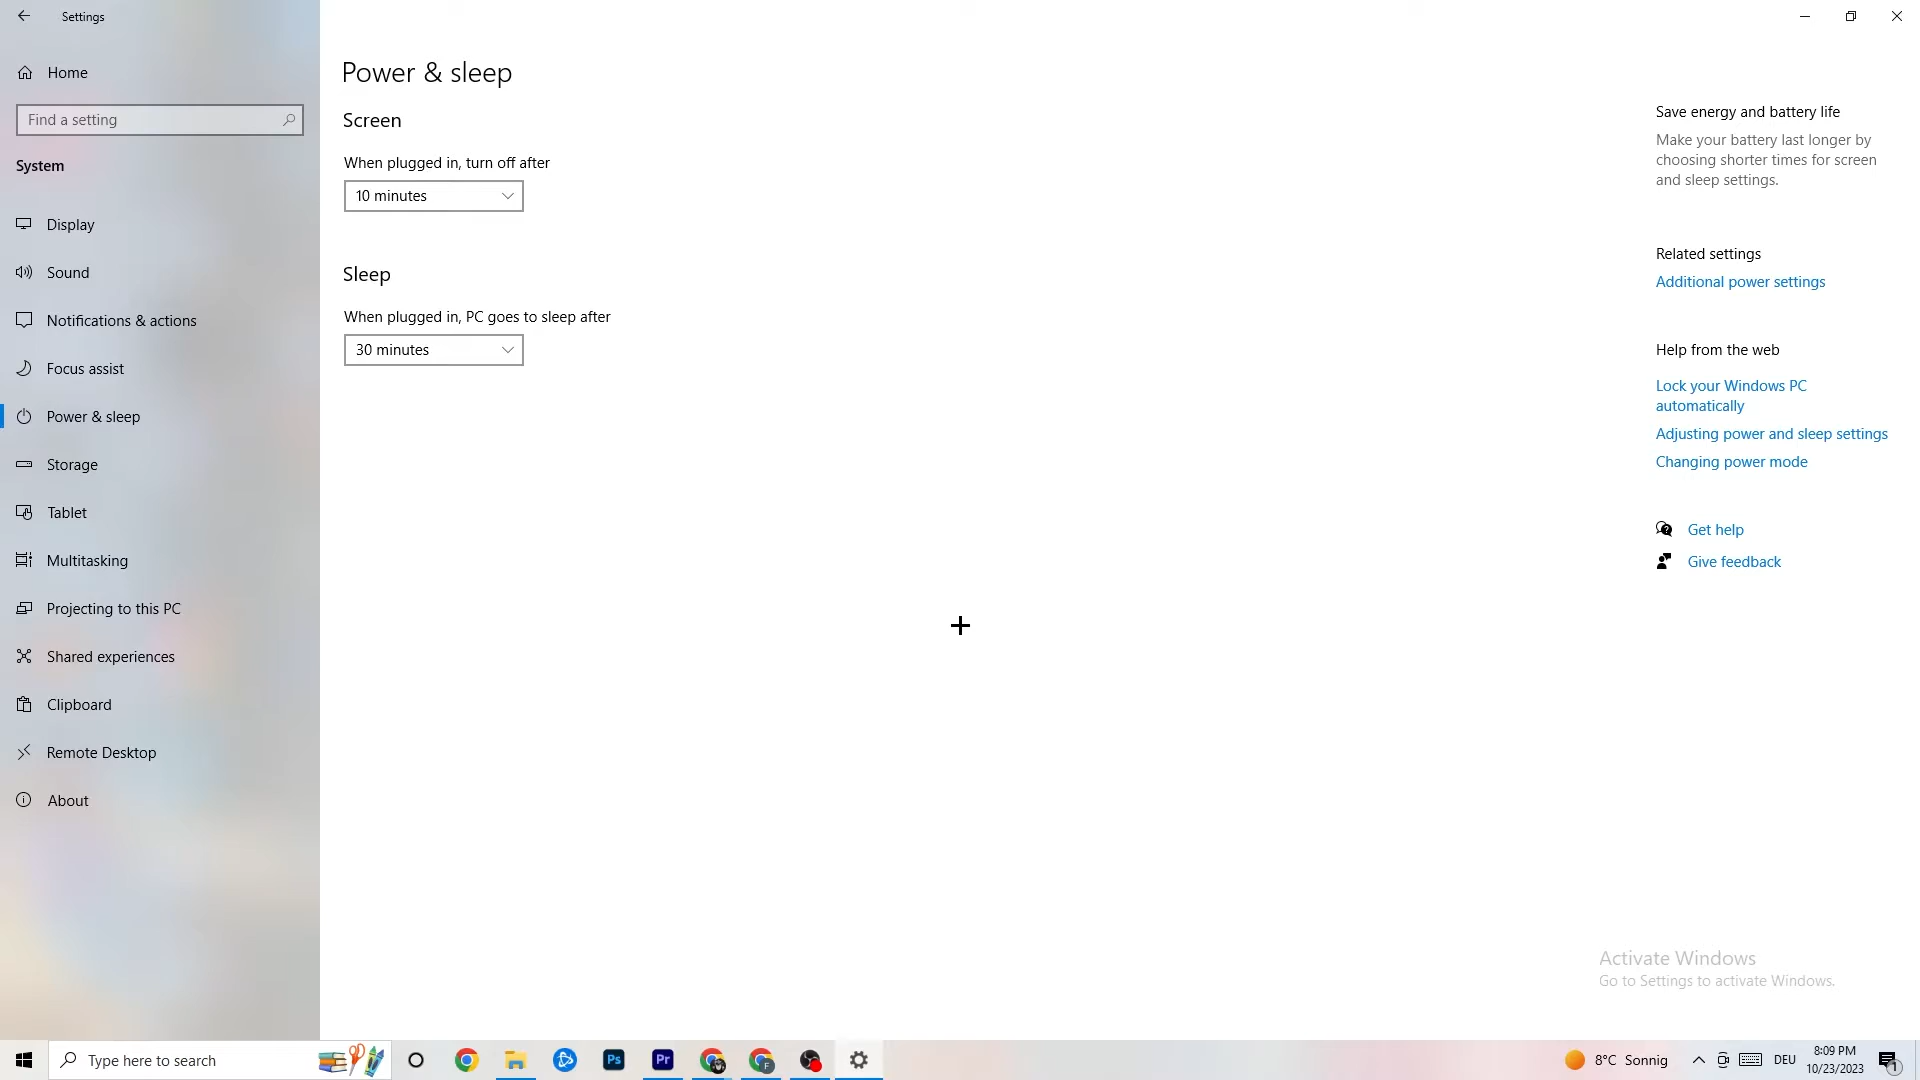 Settings
Home
Find a setting
System
Display
Sound
Notifications & actions
Focus assist
Power & sleep
Storage
Tablet
Multitasking
Projecting to this PC
Shared experiences
Clipboard
Remote Desktop
About
Power & sleep
Screen
When plugged in, turn off after
10 minutes
Sleep
When plugged in, PC goes to sleep after
30 minutes
Save energy and battery life
Make your battery last longer by
choosing shorter times for screen
and sleep settings.
Related settings
Additional power settings
Help from the web
Lock your Windows PC
automatically
Adjusting power and sleep settings
Changing power mode
Get help
Give feedback
Activate Windows
Go to Settings to activate Windows.
Type here to search
Ps
Pr
F
8°C Sonnig
DEU
8:09 PM
10/23/2023
1